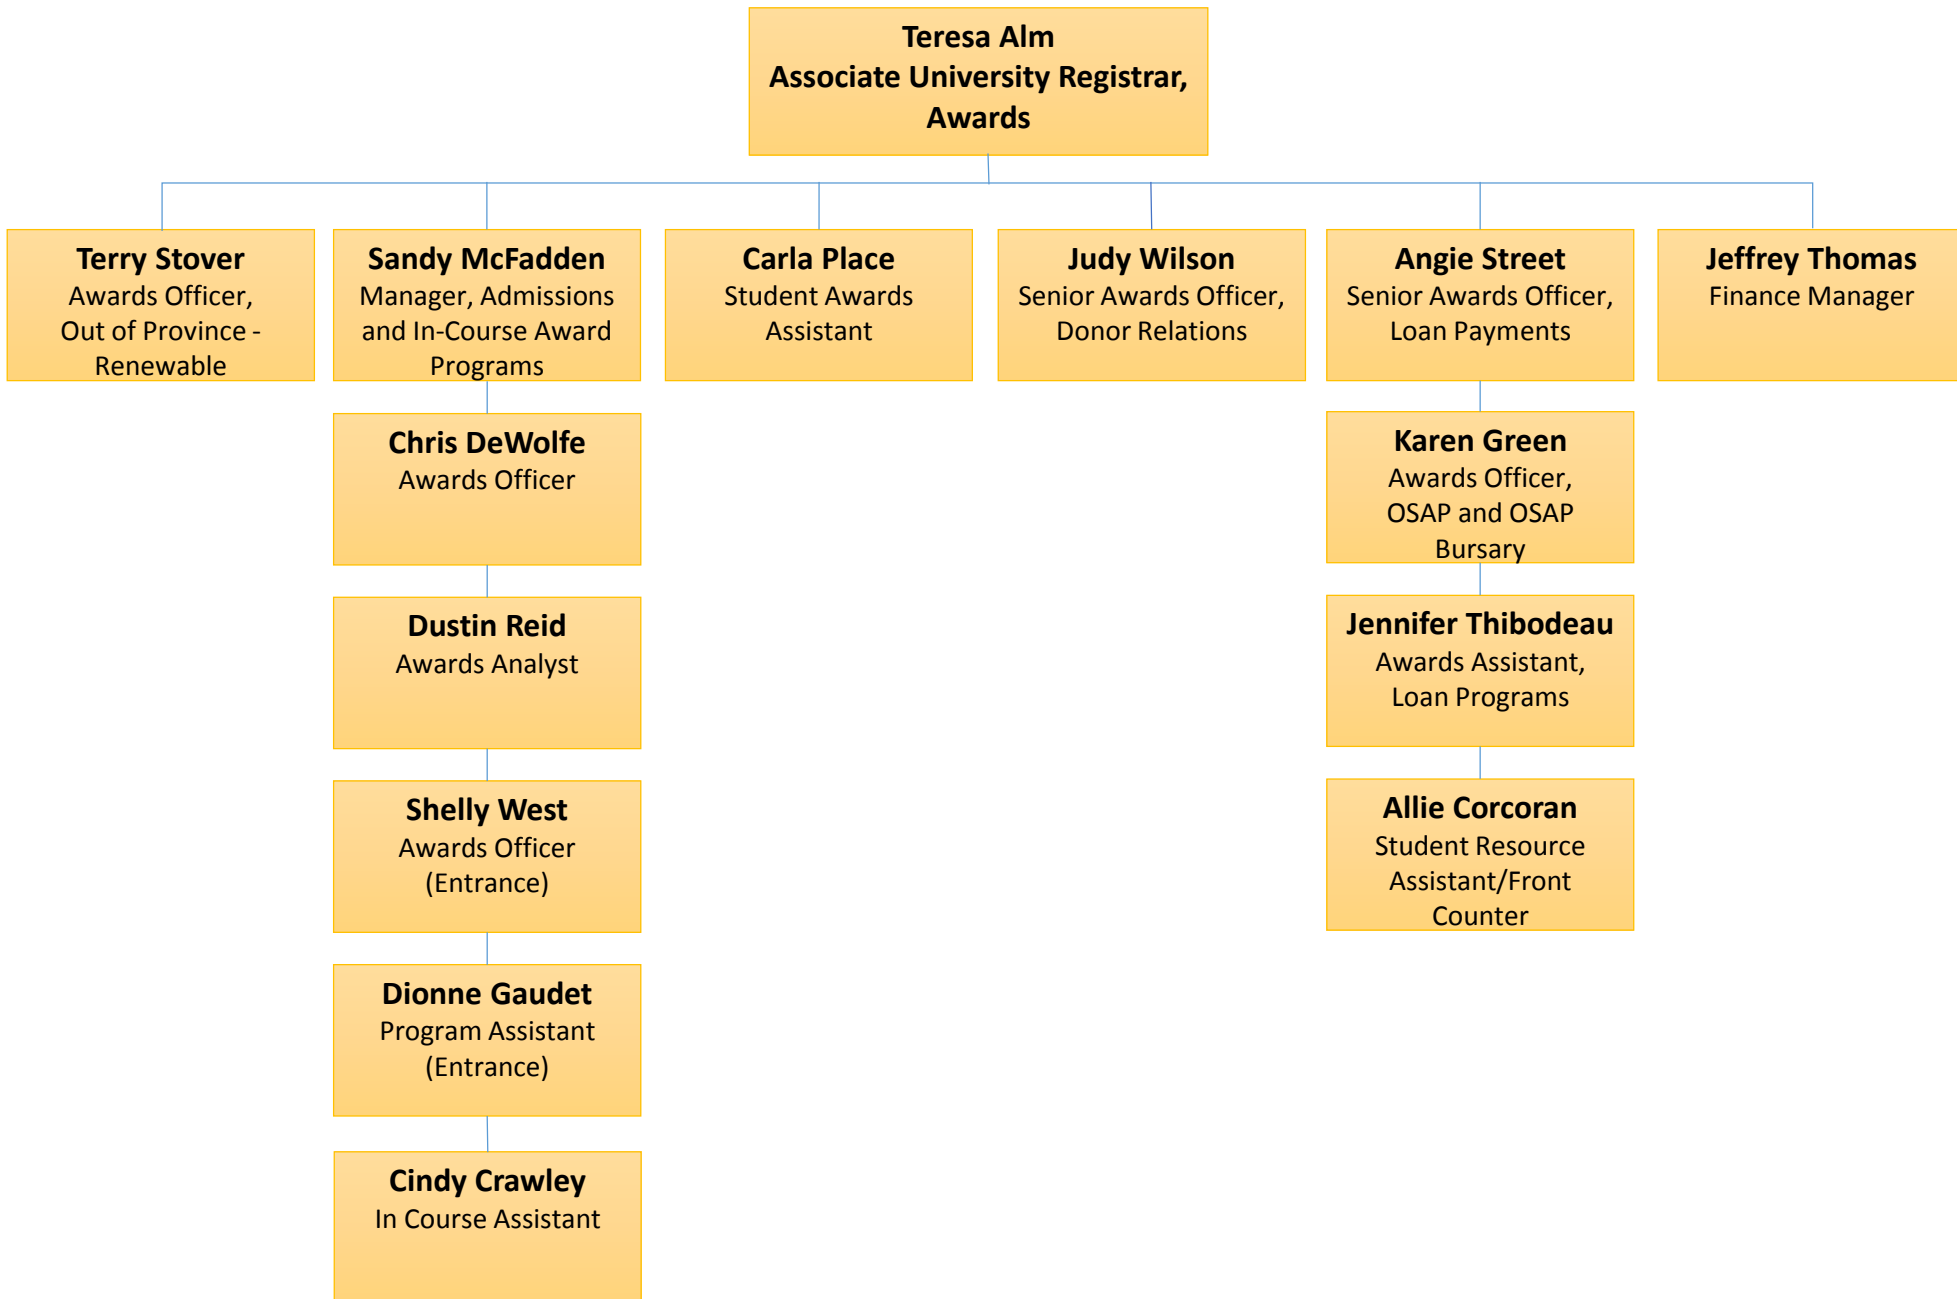 Teresa Alm
Associate University Registrar,
Awards
Terry Stover
Awards Officer,
Out of Province -
Renewable
Sandy McFadden
Manager, Admissions
and In-Course Award
Programs
Carla Place
Student Awards
Assistant
Judy Wilson
Senior Awards Officer,
Donor Relations
Angie Street
Senior Awards Officer,
Loan Payments
Jeffrey Thomas
Finance Manager
Chris DeWolfe
Awards Officer
Dustin Reid
Awards Analyst
Shelly West
Awards Officer
(Entrance)
Dionne Gaudet
Program Assistant
(Entrance)
Cindy Crawley
In Course Assistant
Karen Green
Awards Officer,
OSAP and OSAP
Bursary
Jennifer Thibodeau
Awards Assistant,
Loan Programs
Allie Corcoran
Student Resource
Assistant/Front
Counter